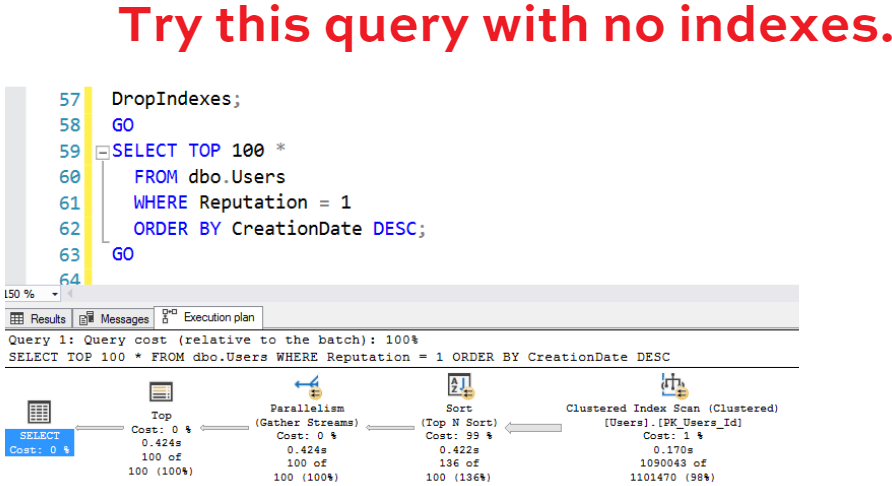 Try this query with no indexes.
57 DropIndexes;
58 GO
59 SELECT TOP 100 *
60 FROM dbo.Users
61 WHERE Reputation = 1
62 ORDER BY CreationDate DESC;
63 GO
64
150 %
Results Messages Execution plan
Query 1: Query cost (relative to the batch): 100%
SELECT TOP 100 * FROM dbo.Users WHERE Reputation = 1 ORDER BY CreationDate DESC
SELECT
Cost: 0 %
Top
Cost: 0 %
0.424s
100 of
100 (100%)
Parallelism
(Gather Streams)
Cost: 0 %
0.424s
100 of
100 (100%)
Sort
(Top N Sort)
Cost: 99 %
0.422s
136 of
100 (136%)
Clustered Index Scan (Clustered)
[Users].[PK_Users_Id]
Cost: 1 %
0.170s
1090043 of
1101470 (98%)